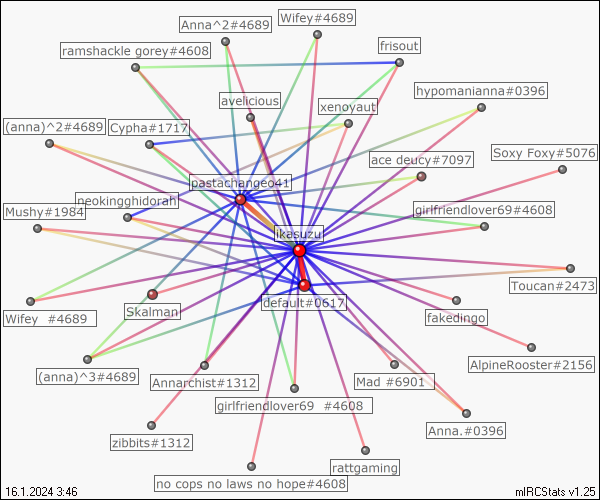 Anna^2#4689
Wifey#4689
ramshackle gorey#4608
frisout
avelicious
hypomanianna#0396
xenoyaut
(anna)^2#4689
Cypha#1717
Soxy Foxy#5076
ace deucy#7097
pastachangeo41
neokingghidorah
Mushy#1984
girlfriendlover69#4608
jikasuzu
Toucan#2473
default#0617
Skalman
fakedingo
Wifey #4689
AlpineRooster#2156
(anna)^3#4689
Annarchist#1312
Mad #6901
girlfriendlover69 #4608
Anna.#0396
zibbits#1312
rattgaming
no cops no laws no hope#4608
16.1.2024 3:46
mIRCStats v1.25